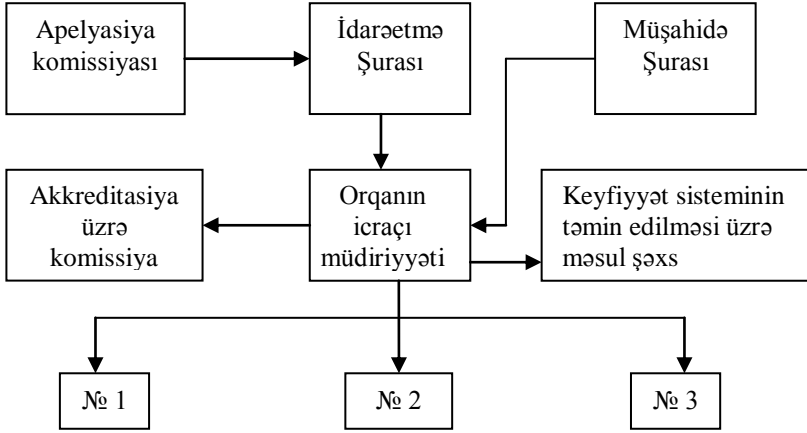 Apelyasiya
komissiyası
İdarəetmə
Şurası
Müşahidə
Şurası
Akkreditasiya
üzrə
komissiya
Orqanın
icraçı
müdiriyyəti
Keyfiyyət sisteminin
təmin edilməsi üzrə
məsul şəxs
№ 1
№ 2
№ 3